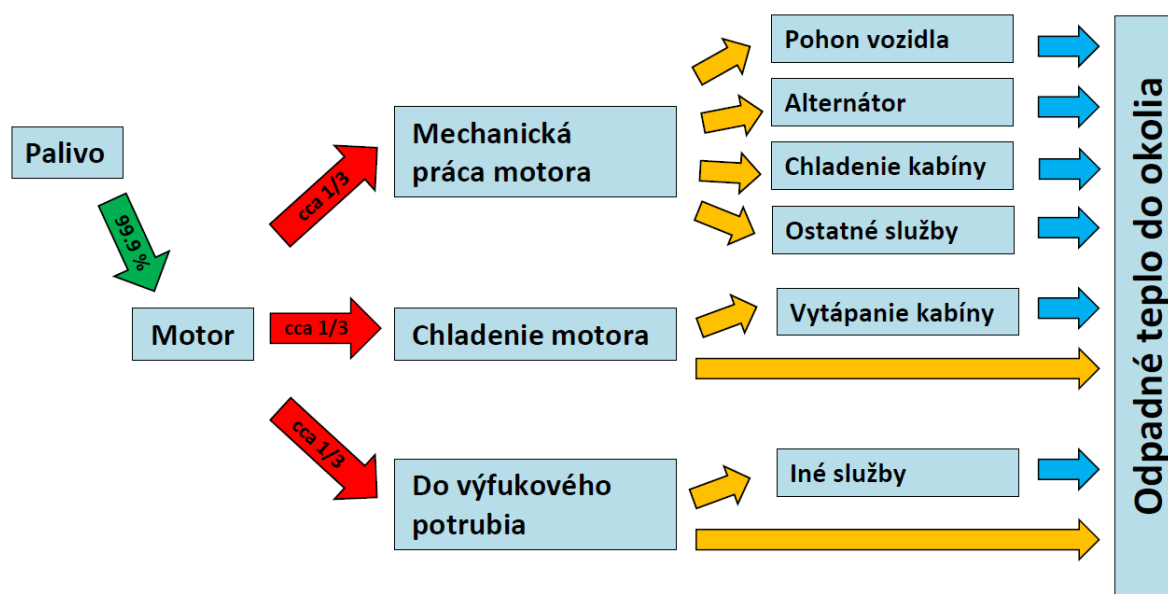 Palivo
99.9 %
Motor
cca 1/3
Mechanická
práca motora
Pohon vozidla
Alternátor
Chladenie kabíny
Ostatné služby
cca 1/3
Chladenie motora
Vytápanie kabíny
cca 1/3
Do výfukového
potrubia
Iné služby
Odpadné teplo do okolia